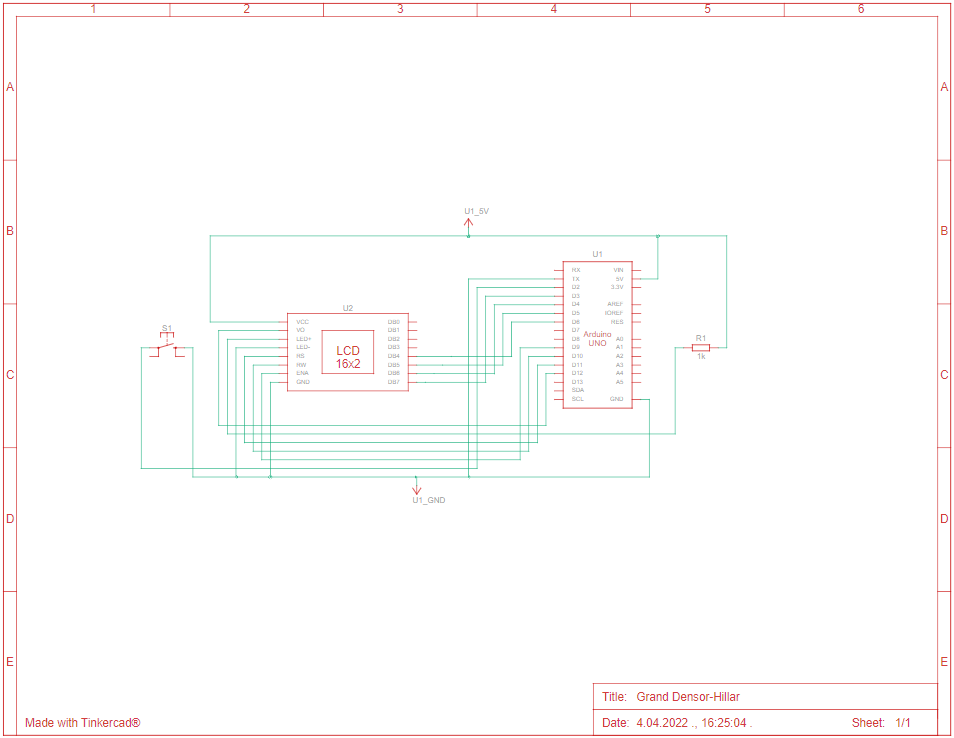 1 2 3 4 5 6
A A
U1_5V
B B
U1
RX VIN
TX 5V
D2 3.3V
D3
D4 AREF
D5 IOREF
D6 RES
D7
D8 A0
D9 A1
D10 A2
D11 A3
D12 A4
D13 A5
SDA
SCL GND
Arduino
UNO
U2
VCC DB0
VO DB1
LED+ DB2
LED- DB3
RS DB4
RW DB5
ENA DB6
GND DB7
LCD
16x2
S1
R1
1k
C C
U1_GND
D D
E E
Title: Grand Densor-Hillar
Made with Tinkercad®
Date: 4.04.2022 ., 16:25:04 . Sheet: 1/1